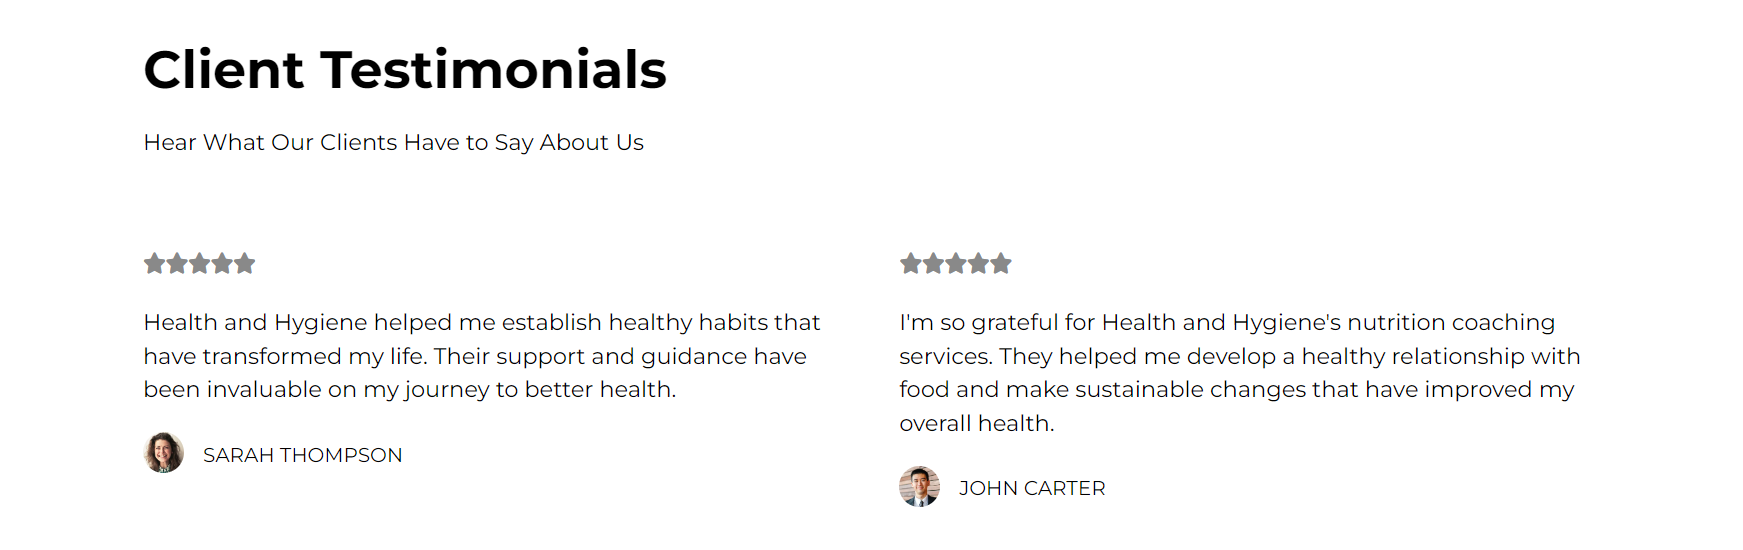 Client Testimonials
Hear What Our Clients Have to Say About Us
Health and Hygiene helped me establish healthy habits that
have transformed my life. Their support and guidance have
been invaluable on my journey to better health.
SARAH THOMPSON
I'm so grateful for Health and Hygiene's nutrition coaching
services. They helped me develop a healthy relationship with
food and make sustainable changes that have improved my
overall health.
JOHN CARTER